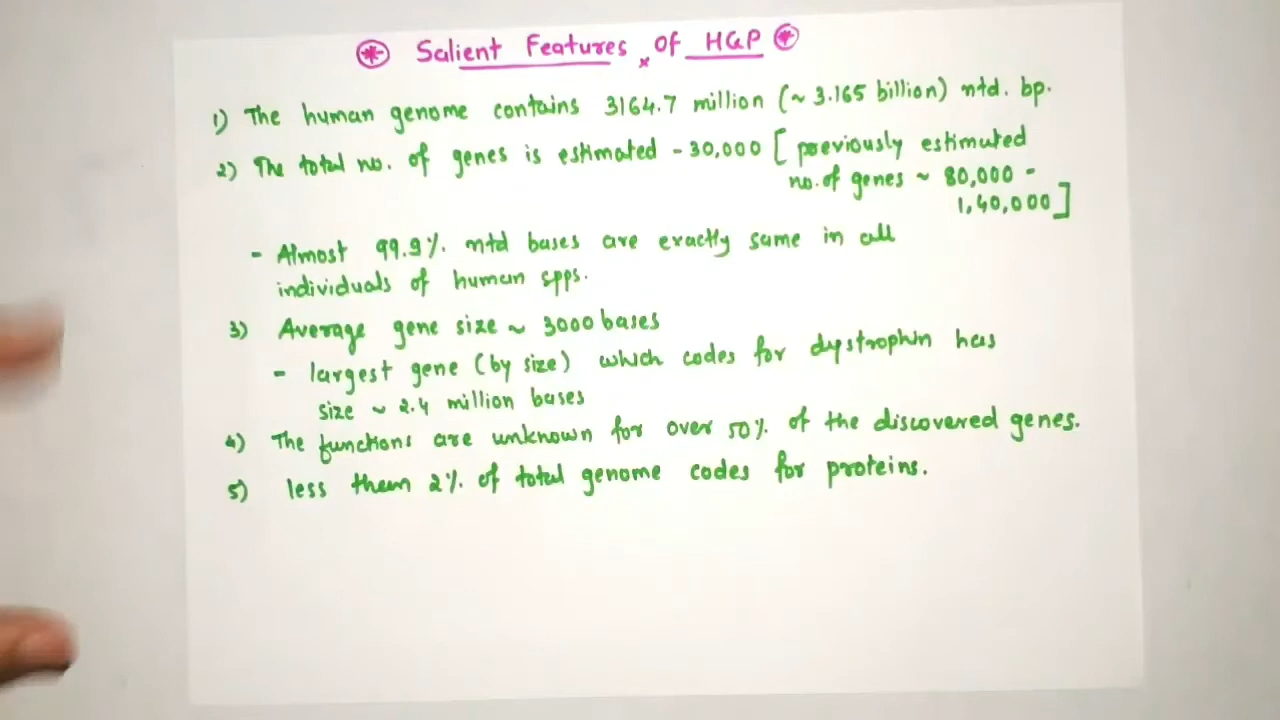 Salient Features of HGP
1) The human genome contains 3164.7 million (~ 3.165 billion) ntd. bp.
2) The total no. of genes is estimated - 30,000 [previously estimated
no. of genes ~ 80,000 -
1,40,000]
- Almost 99.9% ntd bases are exactly same in all
individuals of human spps.
3) Average gene size ~ 3000 bases
- largest gene (by size) which codes for dystrophin has
size ~ 2.4 million bases
4) The functions are unknown for over 50% of the discovered genes.
5) less them 2% of total genome codes for proteins.